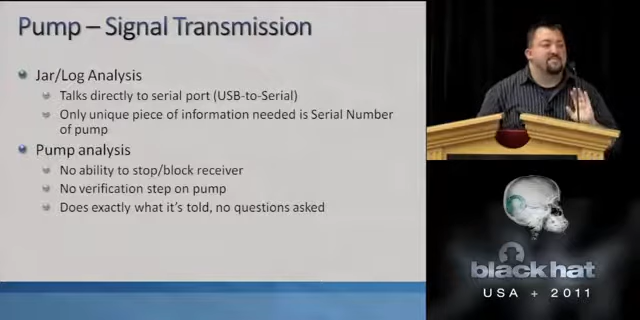 Pump – Signal Transmission
Jar/Log Analysis
Talks directly to serial port (USB-to-Serial)
Only unique piece of information needed is Serial Number
of pump
Pump analysis
No ability to stop/block receiver
No verification step on pump
Does exactly what it's told, no questions asked
black hat
USA + 2011